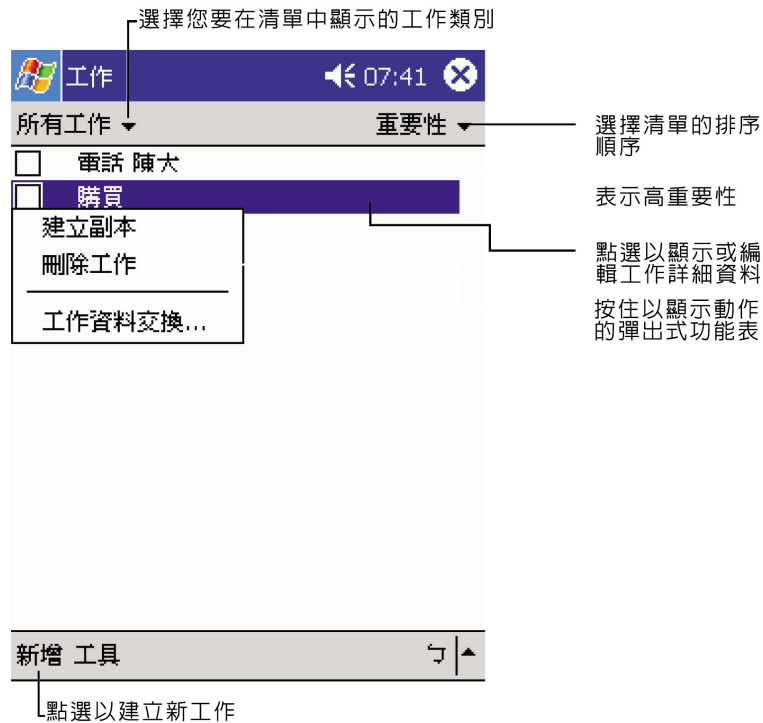 選擇您要在清單中顯示的工作類別
工作 07:41
所有工作 重要性
選擇清單的排序
順序
電話 陳大
購買
表示高重要性
建立副本
刪除工作
工作資料交換...
點選以顯示或編
輯工作詳細資料
按住以顯示動作
的彈出式功能表
新增 工具 ㄅ
點選以建立新工作